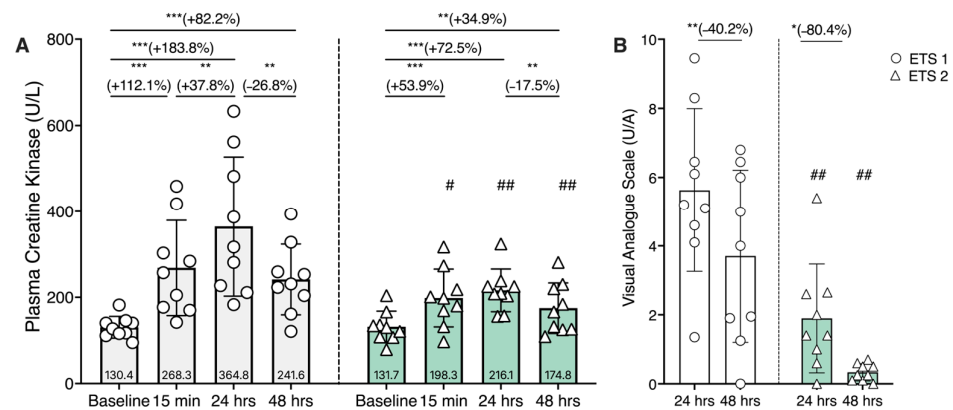 A
***(+82.2%)
***(+183.8%)
*** ** **
(+112.1%) (+37.8%) (–26.8%)
**(+34.9%)
***(+72.5%)
*** **
(+53.9%) (–17.5%)
# ## ##
Plasma Creatine Kinase (U/L)
800
600
400
200
0
130.4 268.3 364.8 241.6 131.7 198.3 216.1 174.8
Baseline 15 min 24 hrs 48 hrs Baseline 15 min 24 hrs 48 hrs
B
**(–40.2%) *(–80.4%)
## ##
Visual Analogue Scale (U/A)
10
8
6
4
2
0
24 hrs 48 hrs 24 hrs 48 hrs
ETS 1
ETS 2